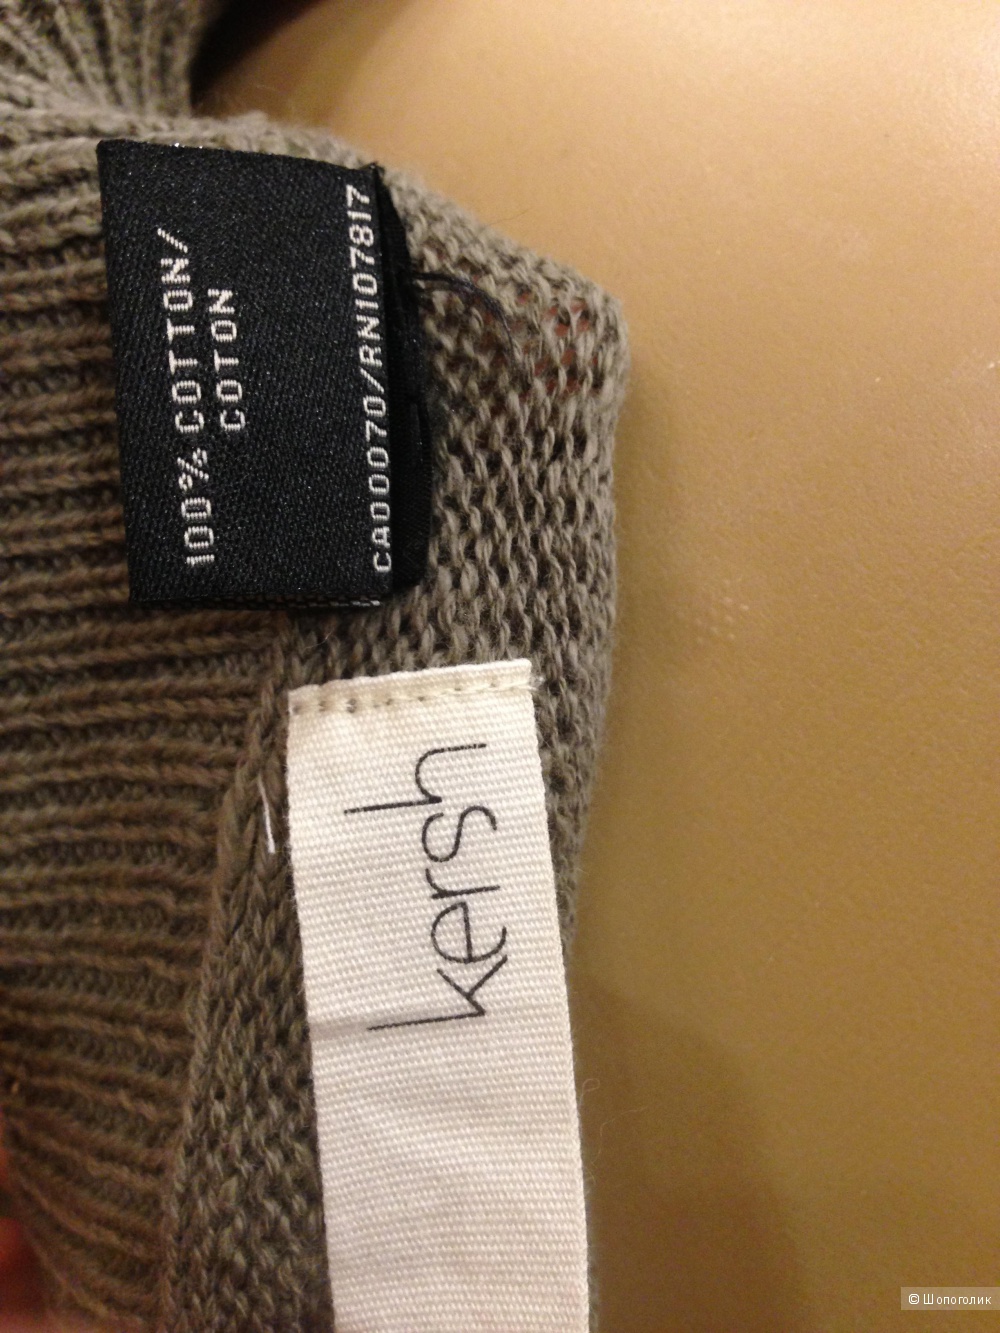 100% COTTON/
COTON
CA00070/RN107817
kersh
© Шопоголик